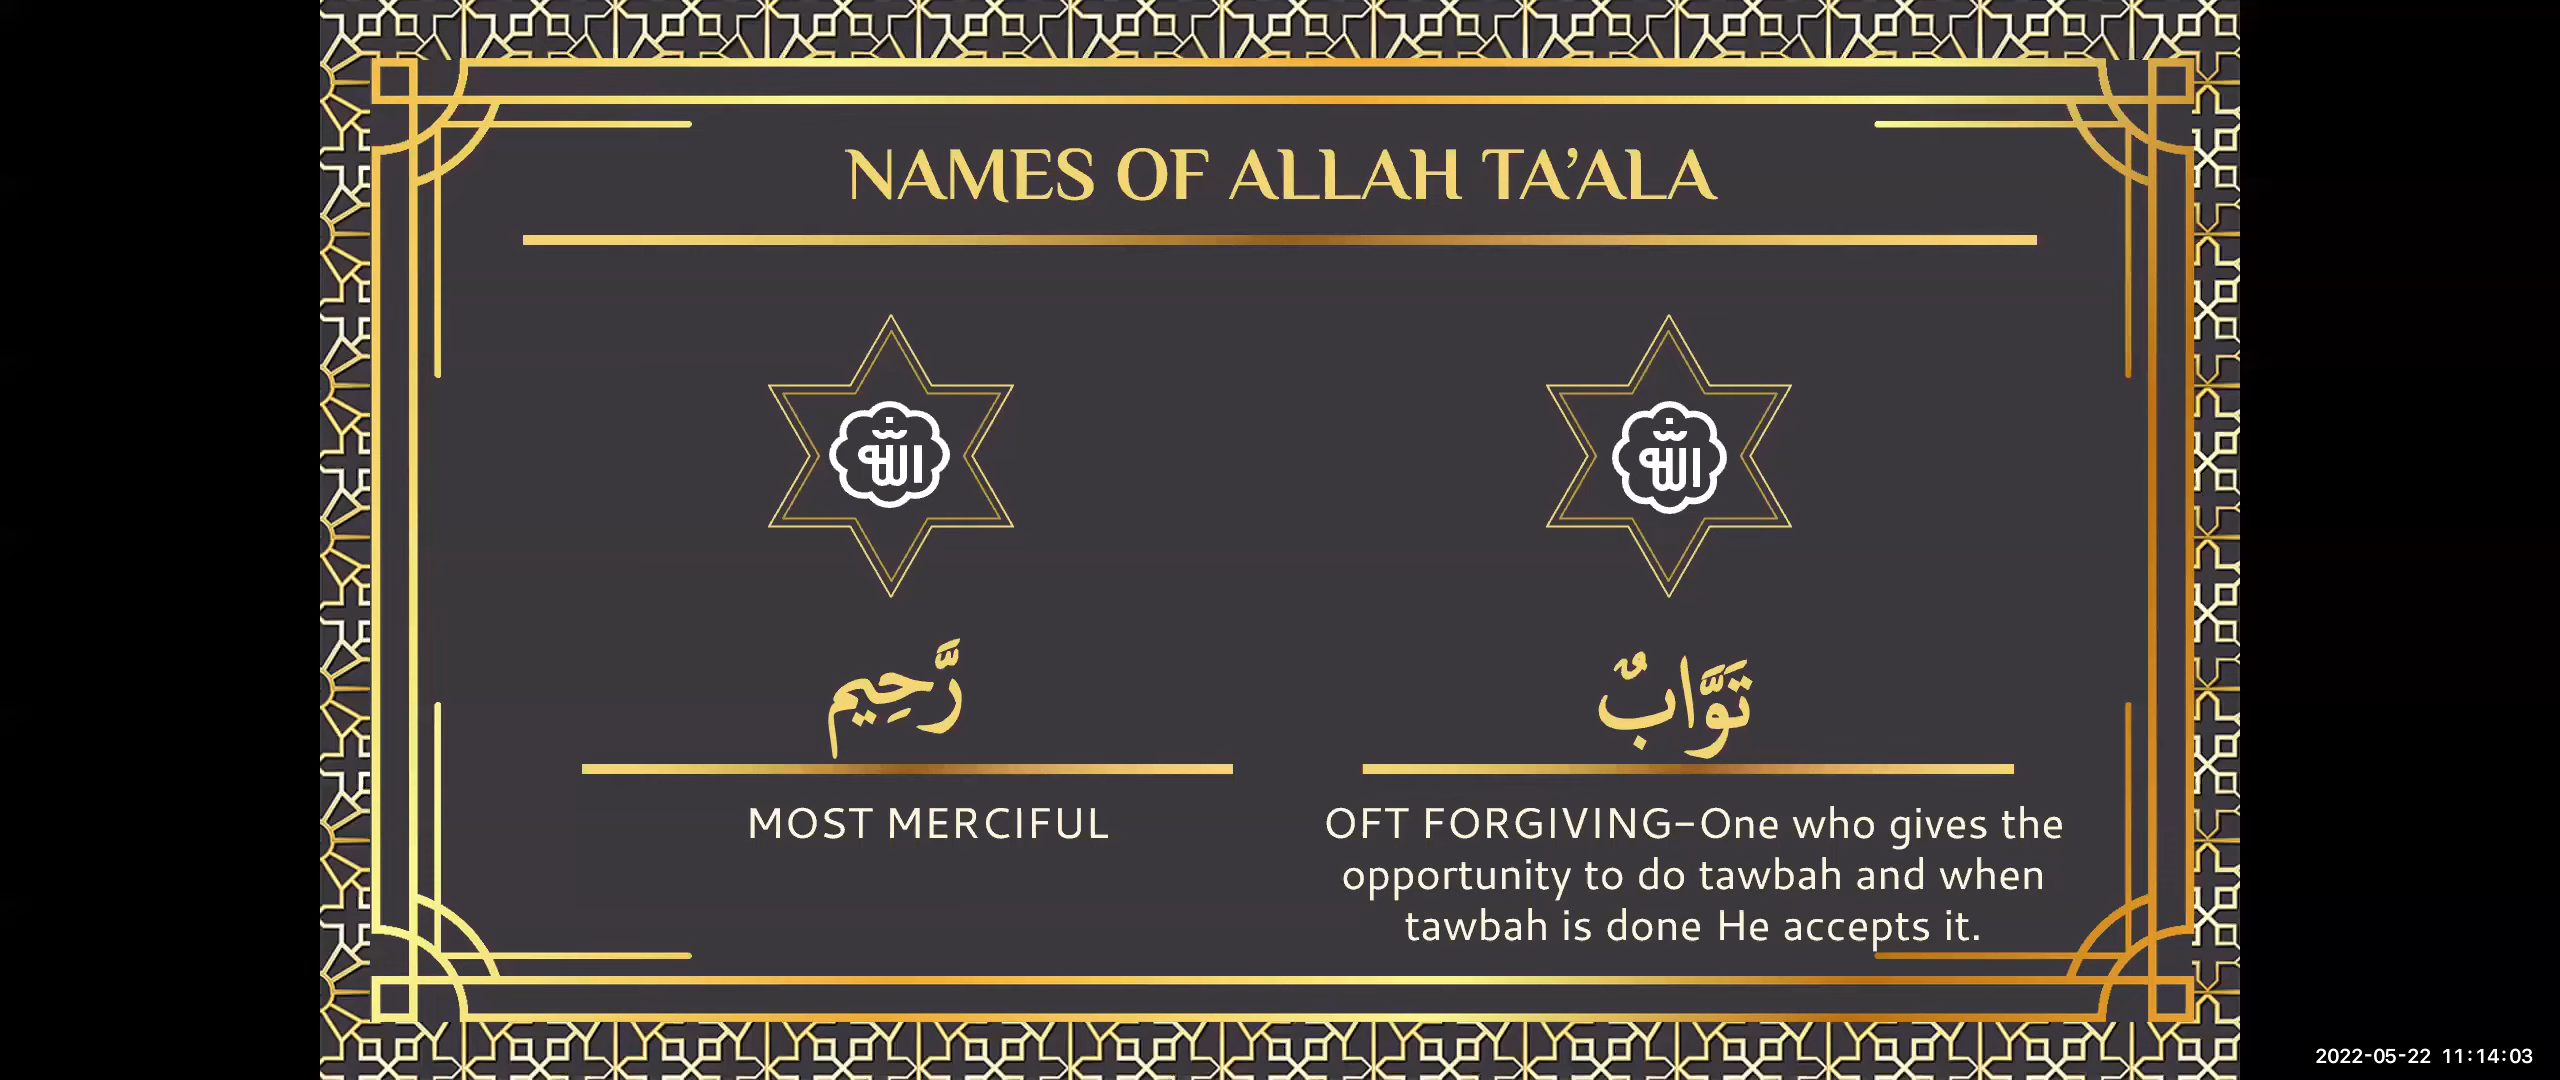 NAMES OF ALLAH TA’ALA
الله
الله
رَّحِيم
تَوَّابٌ
MOST MERCIFUL
OFT FORGIVING-One who gives the
opportunity to do tawbah and when
tawbah is done He accepts it.
2022-05-22 11:14:03